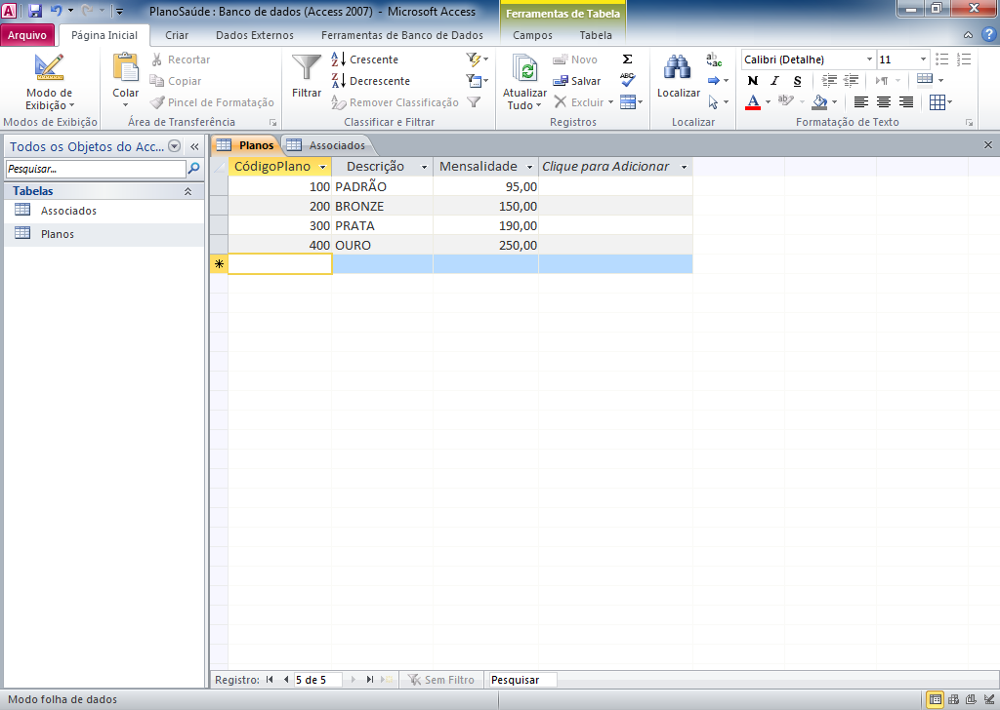 PlanoSaúde : Banco de dados (Access 2007) - Microsoft Access
Ferramentas de Tabela
Arquivo Página Inicial Criar Dados Externos Ferramentas de Banco de Dados Campos Tabela
Modo de Exibição
Modos de Exibição
Colar
Recortar
Copiar
Pincel de Formatação
Área de Transferência
Filtrar
Crescente
Decrescente
Remover Classificação
Classificar e Filtrar
Atualizar Tudo
Novo
Salvar
Excluir
Registros
Localizar
Localizar
Calibri (Detalhe) 11
N I S
Formatação de Texto
Todos os Objetos do Acc...
Pesquisar...
Tabelas
Associados
Planos
Planos Associados
CódigoPlano Descrição Mensalidade Clique para Adicionar
100 PADRÃO 95,00
200 BRONZE 150,00
300 PRATA 190,00
400 OURO 250,00
Registro: 5 de 5 Sem Filtro Pesquisar
Modo folha de dados